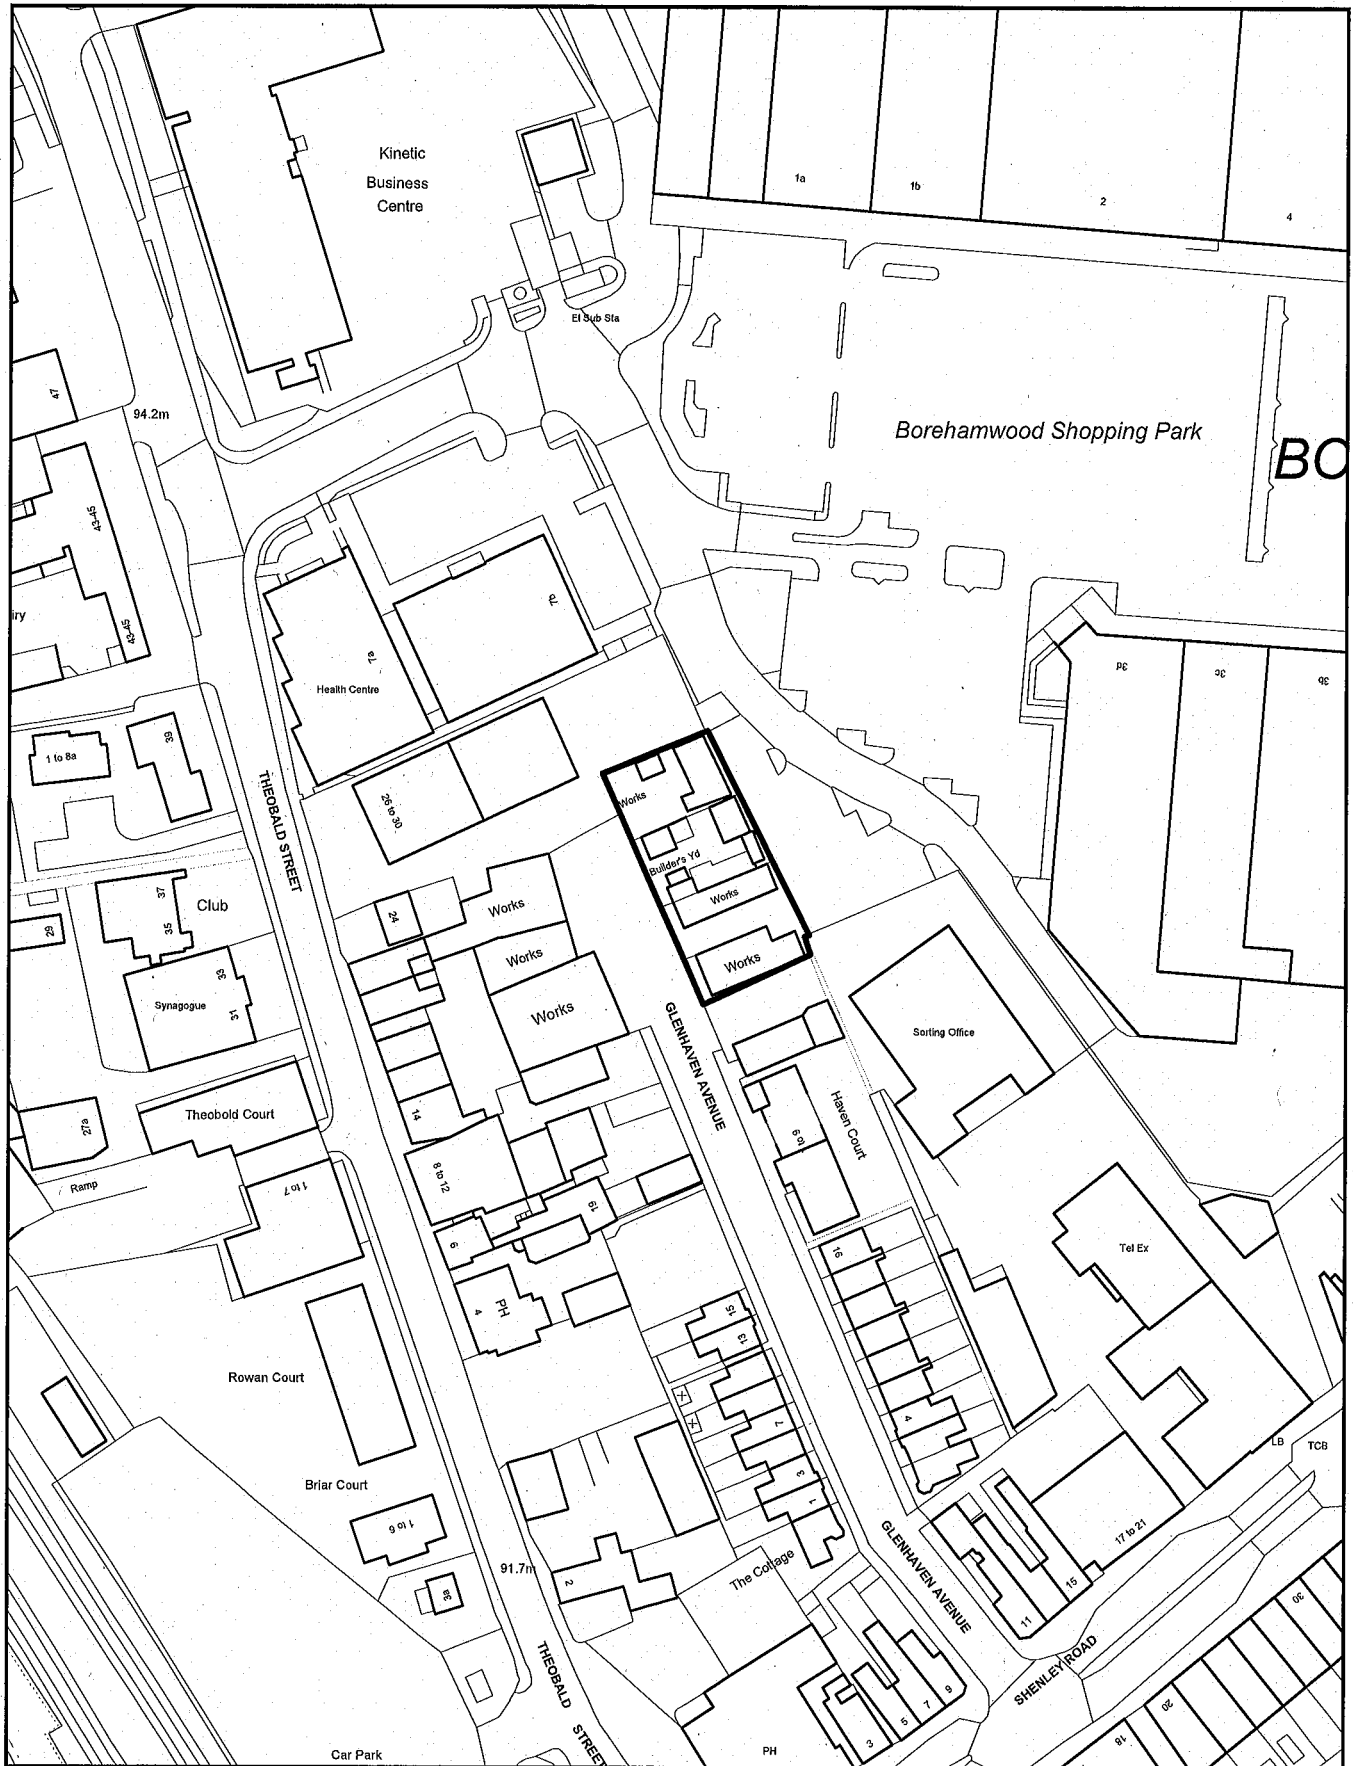 Kinetic
Business
Centre
1a
1b
2
4
El Sub Sta
47
94.2m
Borehamwood Shopping Park
BO
43-45
43-45
iry
7b
7a
Health Centre
3d
3c
3b
1 to 8a
39
THEOBALD STREET
26 to 30
Works
Builder's Yd
Works
Works
37
35
Club
29
24
Works
Works
Works
33
31
Synagogue
GLENHAVEN AVENUE
Sorting Office
Haven Court
Theobold Court
27a
14
1 to 7
Ramp
8 to 12
to 9
19
6
16
Tel Ex
4
PH
15
13
Rowan Court
7
4
3
1
LB
TCB
Briar Court
1 to 6
3a
91.7m
2
The Cottage
GLENHAVEN AVENUE
17 to 21
15
11
30
SHENLEY ROAD
THEOBALD
STREET
9
7
5
3
20
18
Car Park
PH